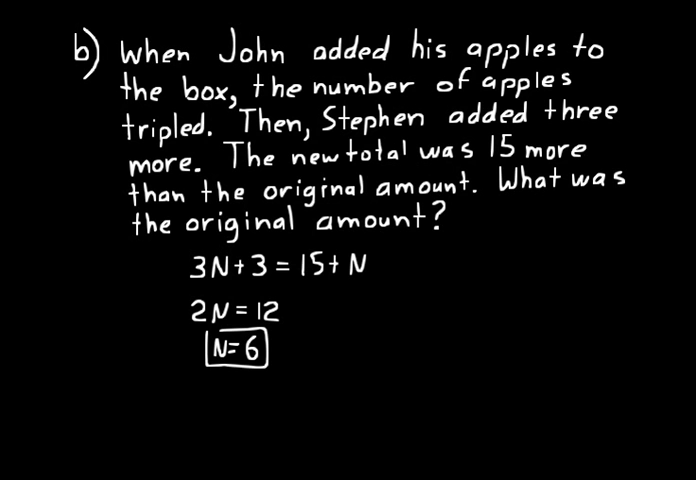 b) When John added his apples to
the box, the number of apples
tripled. Then, Stephen added three
more. The new total was 15 more
than the original amount. What was
the original amount?
3N+3 = 15+ N
2N = 12
N= 6